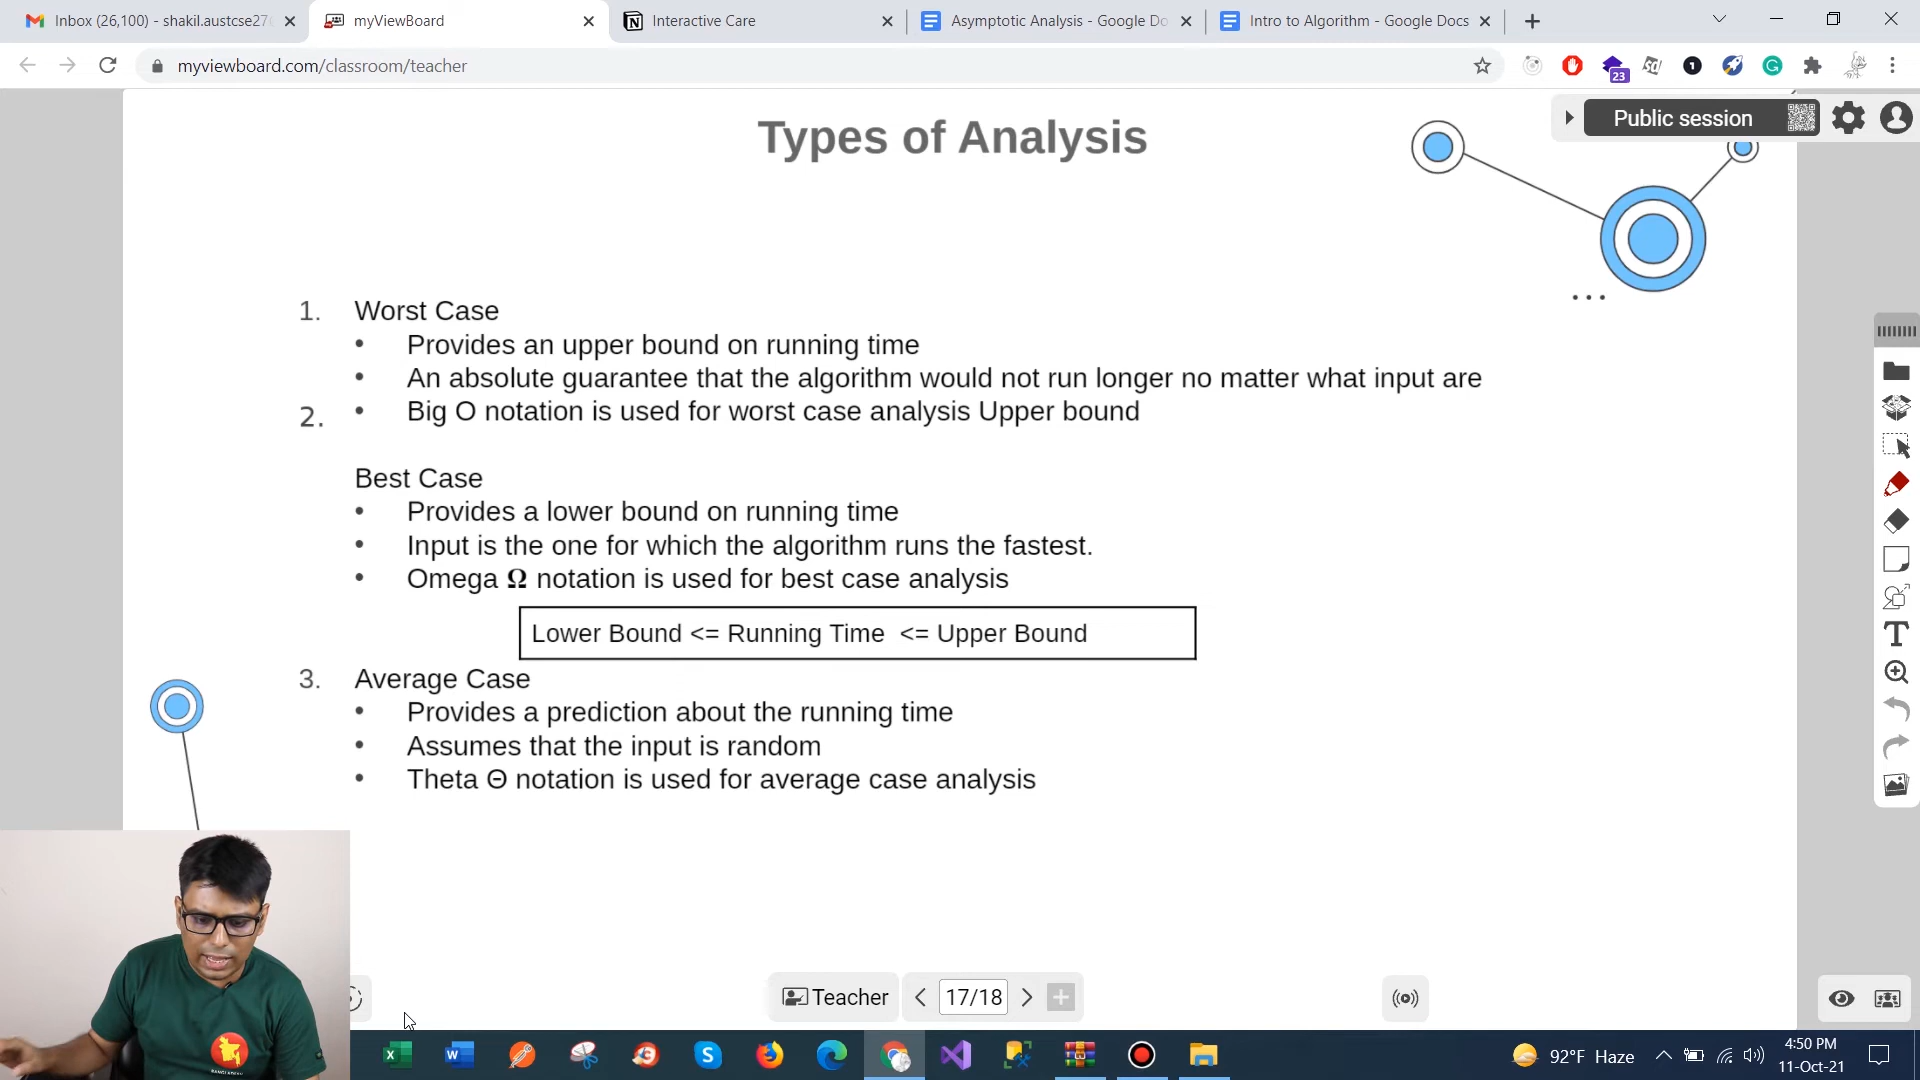 Inbox (26,100) - shakil.austcse27
myViewBoard
Interactive Care
Asymptotic Analysis - Google Do
Intro to Algorithm - Google Docs
myviewboard.com/classroom/teacher
23
Types of Analysis
Public session
1. Worst Case
• Provides an upper bound on running time
• An absolute guarantee that the algorithm would not run longer no matter what input are
2. • Big O notation is used for worst case analysis Upper bound
Best Case
• Provides a lower bound on running time
• Input is the one for which the algorithm runs the fastest.
• Omega Ω notation is used for best case analysis
Lower Bound <= Running Time <= Upper Bound
3. Average Case
• Provides a prediction about the running time
• Assumes that the input is random
• Theta Θ notation is used for average case analysis
Teacher
17/18
92°F Haze
4:50 PM
11-Oct-21